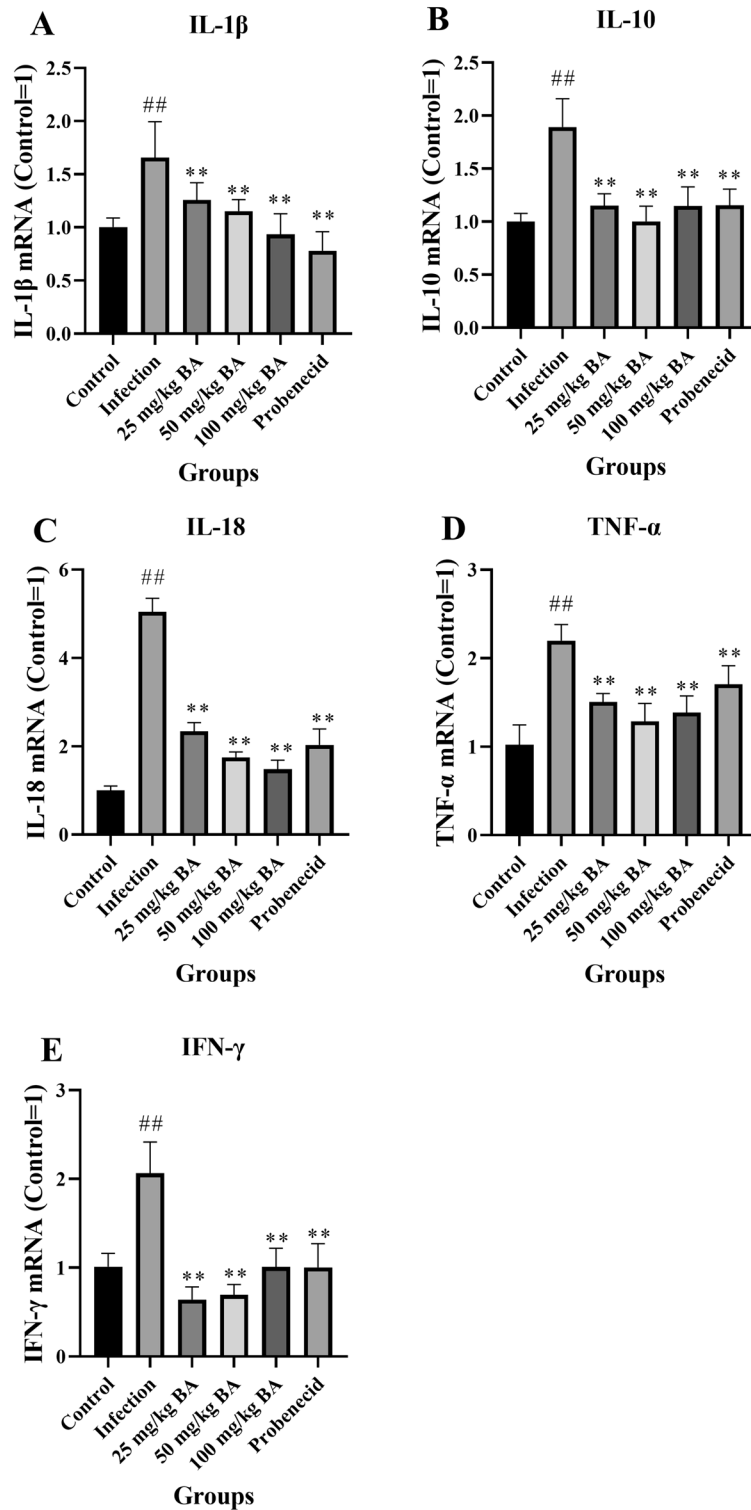 A
IL-1β
IL-1β mRNA (Control=1)
2.5
2.0
1.5
1.0
0.5
0.0
##
**
**
**
**
Control
Infection
25 mg/kg BA
50 mg/kg BA
100 mg/kg BA
Probenecid
Groups
B
IL-10
IL-10 mRNA (Control=1)
2.5
2.0
1.5
1.0
0.5
0.0
##
**
**
**
**
Control
Infection
25 mg/kg BA
50 mg/kg BA
100 mg/kg BA
Probenecid
Groups
C
IL-18
IL-18 mRNA (Control=1)
6
4
2
0
##
**
**
**
**
Control
Infection
25 mg/kg BA
50 mg/kg BA
100 mg/kg BA
Probenecid
Groups
D
TNF-α
TNF-α mRNA (Control=1)
3
2
1
0
##
**
**
**
**
Control
Infection
25 mg/kg BA
50 mg/kg BA
100 mg/kg BA
Probenecid
Groups
E
IFN-γ
IFN-γ mRNA (Control=1)
3
2
1
0
##
**
**
**
**
Control
Infection
25 mg/kg BA
50 mg/kg BA
100 mg/kg BA
Probenecid
Groups